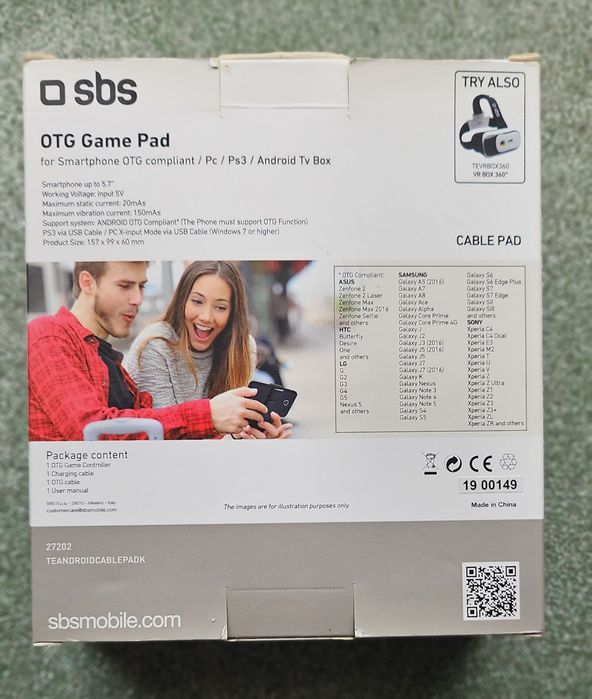 sbs
TRY ALSO
sbs
TEVRBOX360
VR BOX 360°
OTG Game Pad
for Smartphone OTG compliant / Pc / Ps3 / Android Tv Box
Smartphone up to 5.7"
Working Voltage: input 5V
Maximum static current: 20mAs
Maximum vibration current: 150mAs
Support system: ANDROID OTG Compliant* (The Phone must support OTG Function)
PS3 via USB Cable / PC X-input Mode via USB Cable (Windows 7 or higher)
Product Size: 157 x 99 x 60 mm
CABLE PAD
* OTG Compliant:
ASUS
Zenfone 2
Zenfone 2 Laser
Zenfone Max
Zenfone Max 2016
Zenfone Selfie
and others
HTC
Butterfly
Desire
One
and others
LG
G
G2
G3
G4
G5
Nexus 5
and others
SAMSUNG
Galaxy A5 (2016)
Galaxy A7
Galaxy A8
Galaxy Ace
Galaxy Alpha
Galaxy Core Prime
Galaxy Core Prime 4G
Galaxy J
Galaxy J2
Galaxy J3 (2016)
Galaxy J5 (2016)
Galaxy J5
Galaxy J7
Galaxy J7 (2016)
Galaxy K
Galaxy Nexus
Galaxy Note 3
Galaxy Note 4
Galaxy Note 5
Galaxy S4
Galaxy S5
Galaxy S6
Galaxy S6 Edge Plus
Galaxy S7
Galaxy S7 Edge
Galaxy SII
Galaxy SIII
and others
SONY
Xperia C4
Xperia C4 Dual
Xperia E3
Xperia M2
Xperia T
Xperia U
Xperia V
Xperia Z
Xperia Z Ultra
Xperia Z1
Xperia Z2
Xperia Z3
Xperia Z3+
Xperia ZL
Xperia ZR and others
Package content
1 OTG Game Controller
1 Charging cable
1 OTG cable
1 User manual
SBS S.p.a. - 28010 - Miasino - Italy
customercare@sbsmobile.com
The images are for illustration purposes only.
CE
19 00149
Made in China
27202
TEANDROIDCABLEPADK
sbsmobile.com